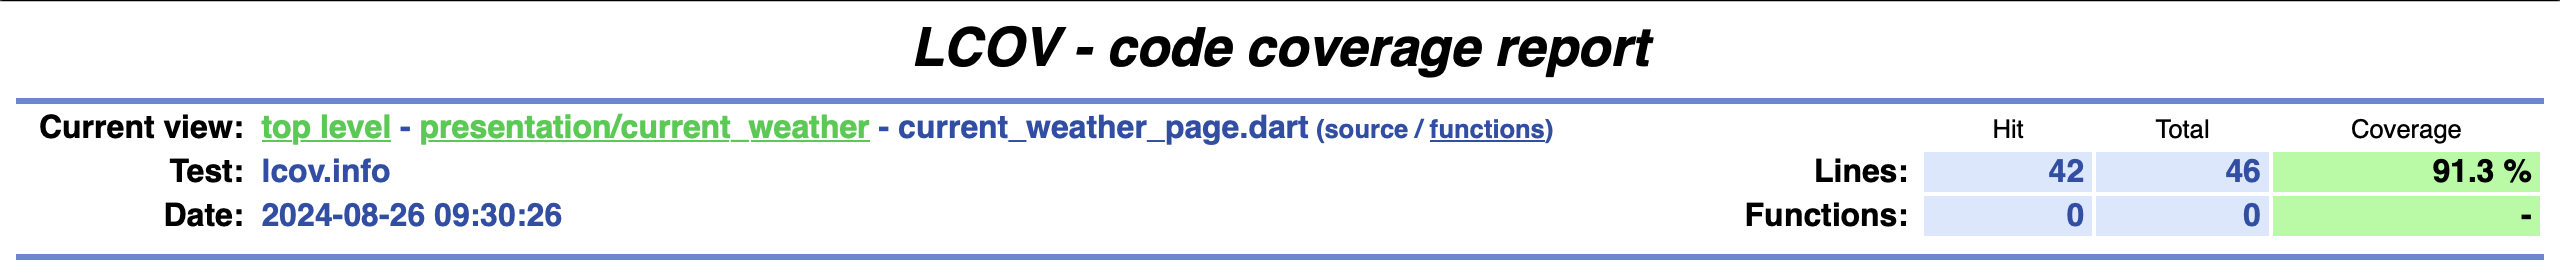 LCOV - code coverage report
Current view: top level - presentation/current_weather - current_weather_page.dart (source / functions)
Hit Total Coverage
Test: lcov.info
Lines: 42 46 91.3 %
Date: 2024-08-26 09:30:26
Functions: 0 0 -